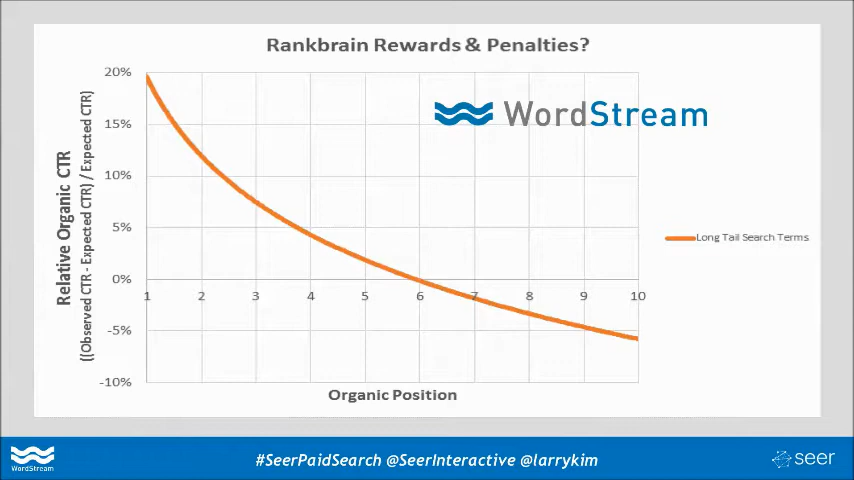 Rankbrain Rewards & Penalties?
20%
15%
10%
5%
0%
-5%
-10%
Relative Organic CTR
((Observed CTR - Expected CTR) / Expected CTR)
WordStream
Long Tail Search Terms
1 2 3 4 5 6 7 8 9 10
Organic Position
WordStream
#SeerPaidSearch @SeerInteractive @larrykim
seer